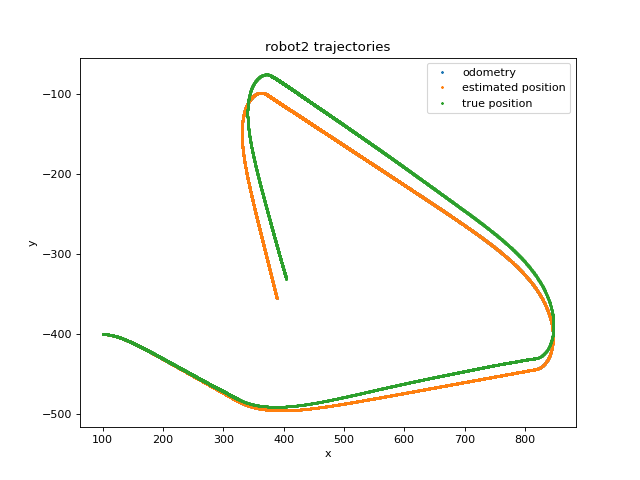 robot2 trajectories
odometry
estimated position
true position
y
−100
−200
−300
−400
−500
100 200 300 400 500 600 700 800
x